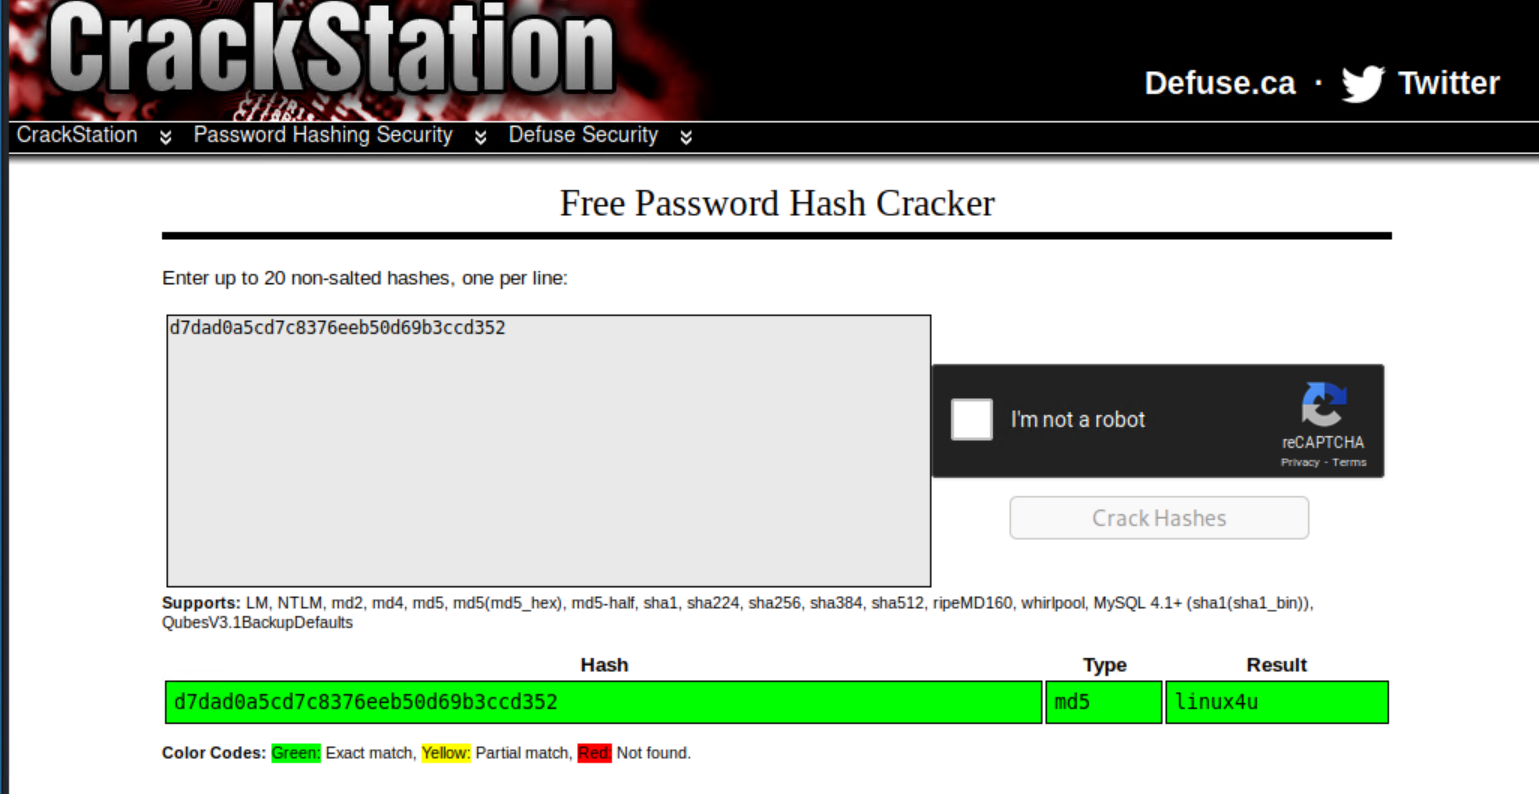 CrackStation
Defuse.ca · Twitter
CrackStation Password Hashing Security Defuse Security
Free Password Hash Cracker
Enter up to 20 non-salted hashes, one per line:
d7dad0a5cd7c8376eeb50d69b3ccd352
I'm not a robot
reCAPTCHA
Privacy - Terms
Crack Hashes
Supports: LM, NTLM, md2, md4, md5, md5(md5_hex), md5-half, sha1, sha224, sha256, sha384, sha512, ripeMD160, whirlpool, MySQL 4.1+ (sha1(sha1_bin)),
QubesV3.1BackupDefaults
Hash Type Result
d7dad0a5cd7c8376eeb50d69b3ccd352 md5 linux4u
Color Codes: Green: Exact match, Yellow: Partial match, Red: Not found.